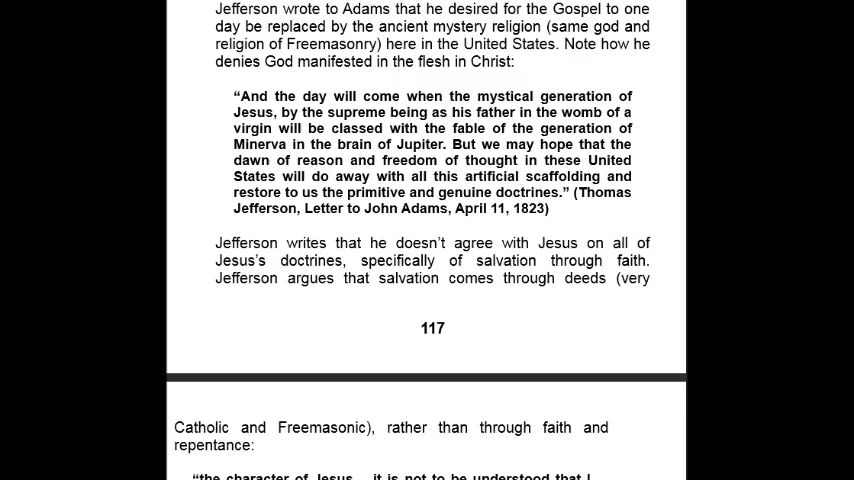 Jefferson wrote to Adams that he desired for the Gospel to one
day be replaced by the ancient mystery religion (same god and
religion of Freemasonry) here in the United States. Note how he
denies God manifested in the flesh in Christ:
“And the day will come when the mystical generation of
Jesus, by the supreme being as his father in the womb of a
virgin will be classed with the fable of the generation of
Minerva in the brain of Jupiter. But we may hope that the
dawn of reason and freedom of thought in these United
States will do away with all this artificial scaffolding and
restore to us the primitive and genuine doctrines.” (Thomas
Jefferson, Letter to John Adams, April 11, 1823)
Jefferson writes that he doesn’t agree with Jesus on all of
Jesus’s doctrines, specifically of salvation through faith.
Jefferson argues that salvation comes through deeds (very
117
Catholic and Freemasonic), rather than through faith and
repentance:
“the character of Jesus... it is not to be understood that I